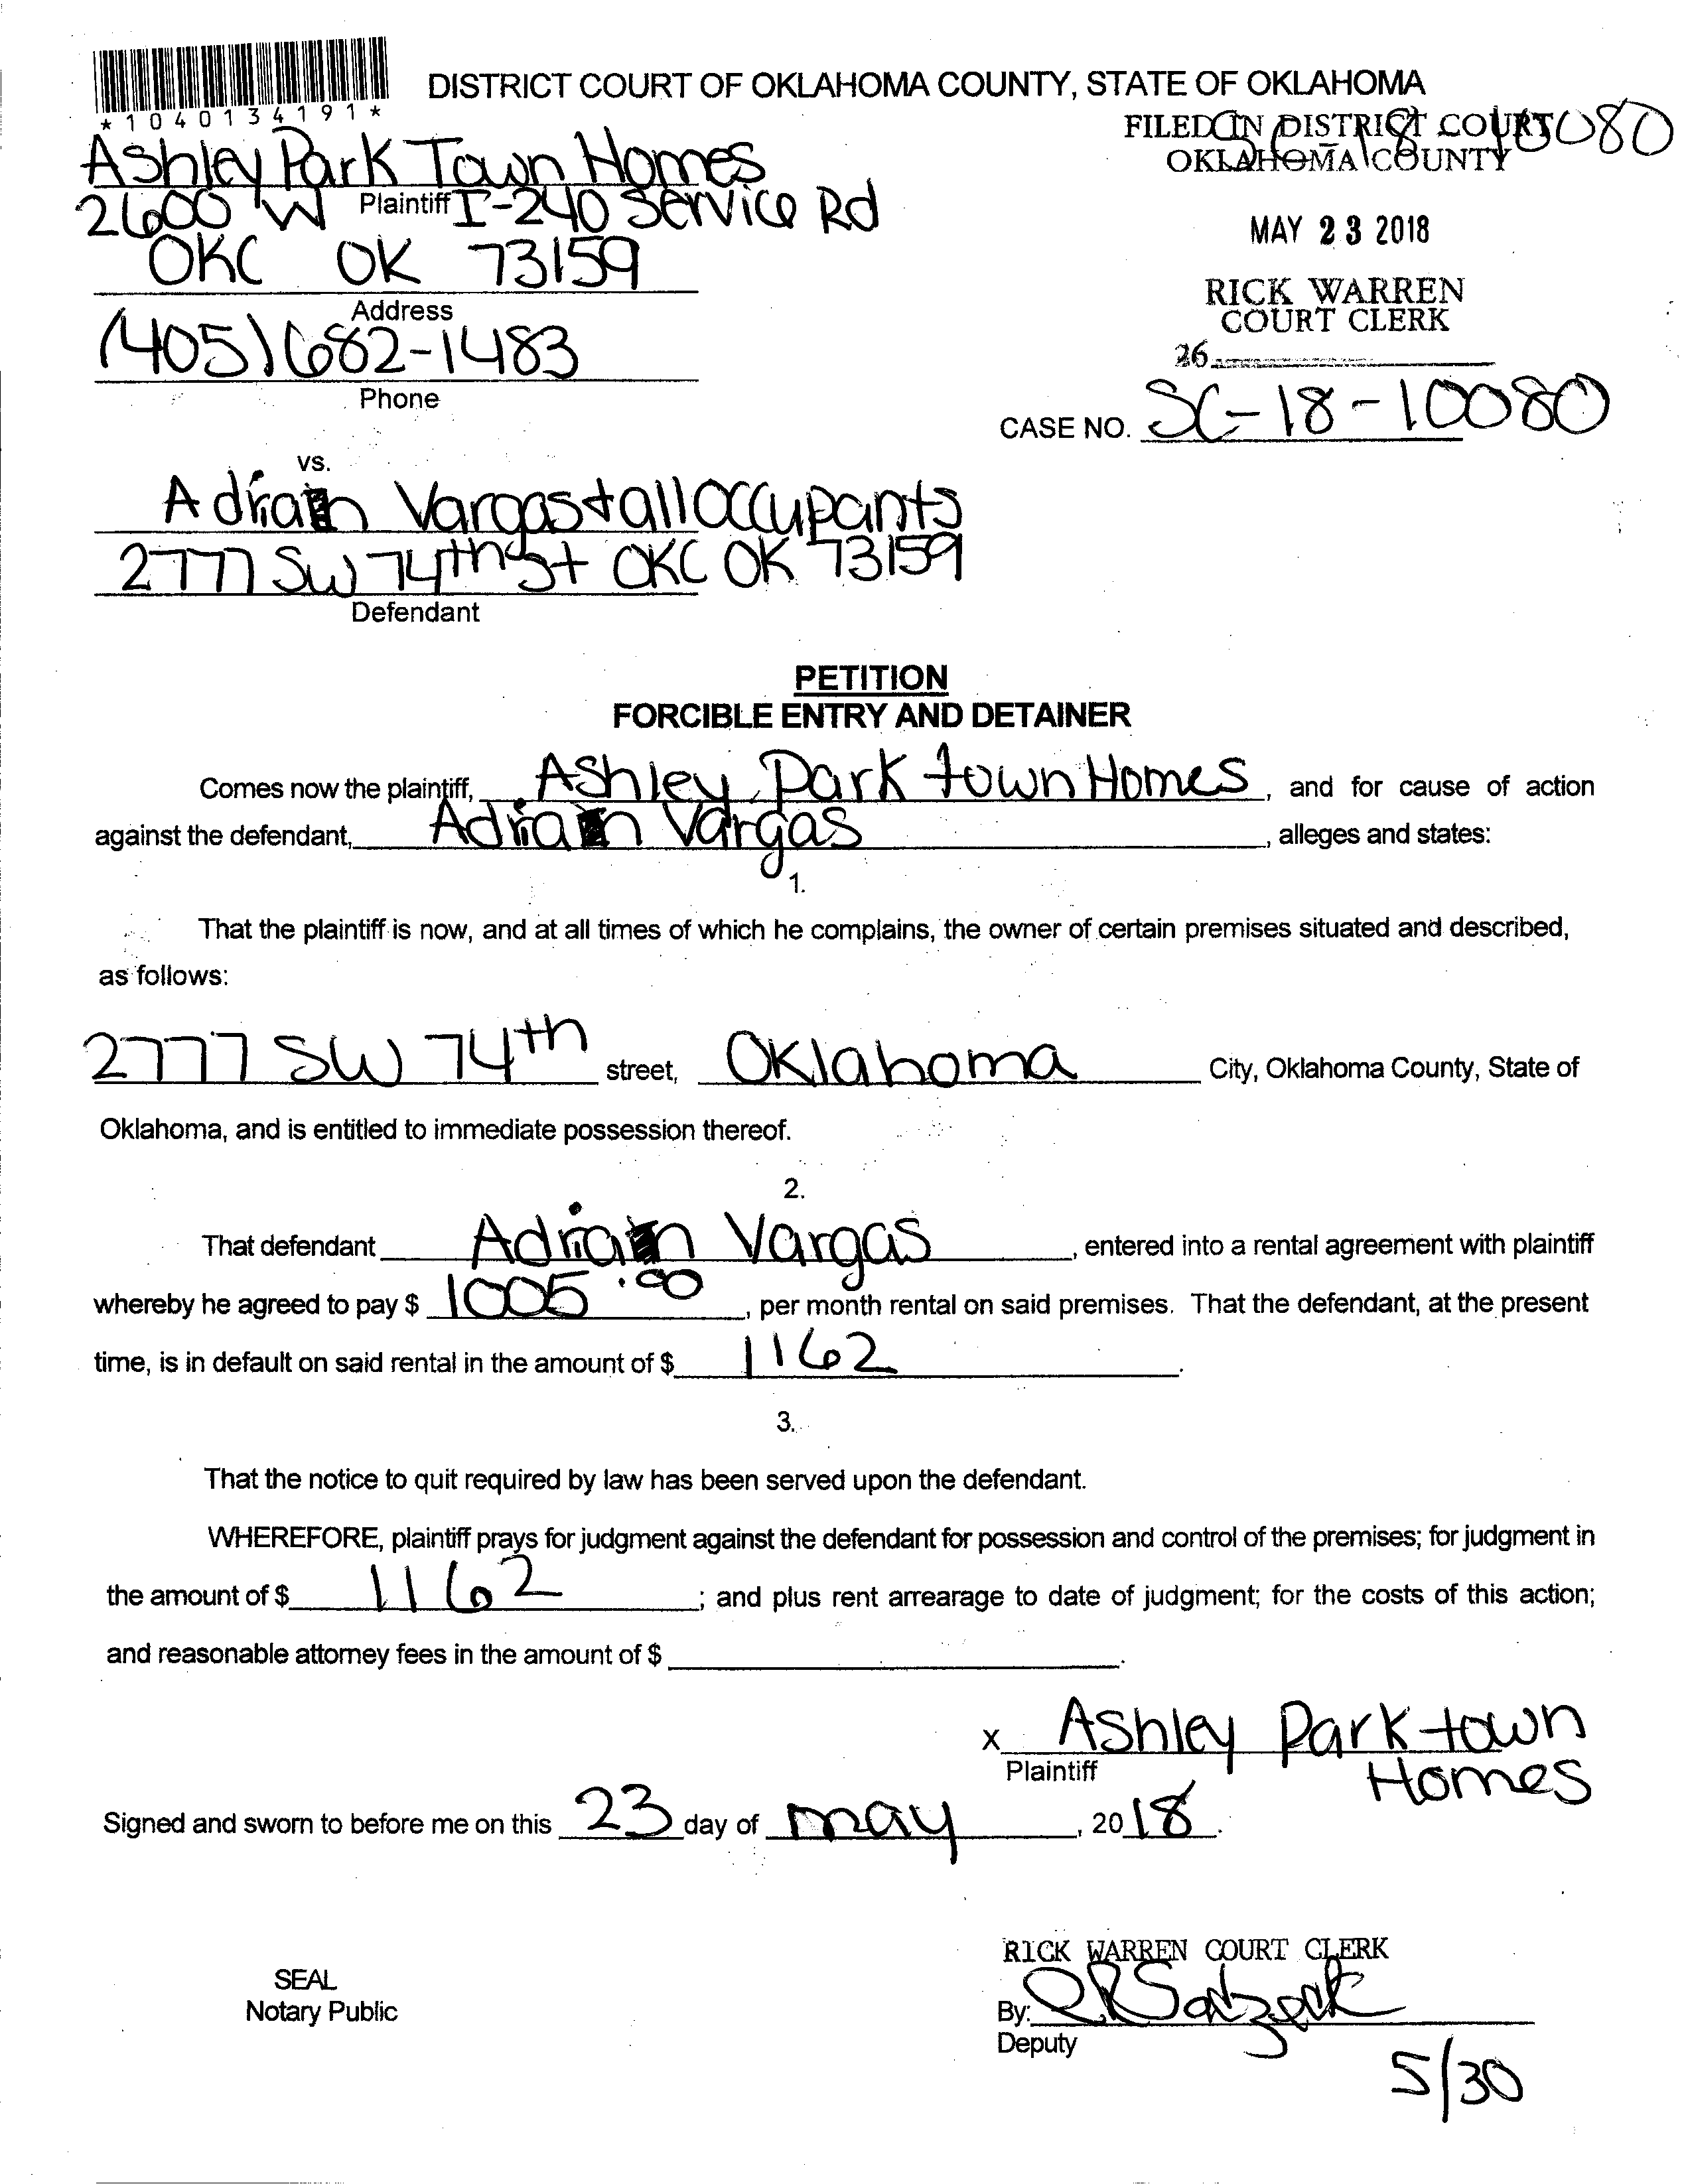 *1040134191*
DISTRICT COURT OF OKLAHOMA COUNTY, STATE OF OKLAHOMA
FILED IN DISTRICT COURT
OKLAHOMA COUNTY
SC-18-10080
MAY 23 2018
RICK WARREN
COURT CLERK
26
Ashley Park Town Homes
Plaintiff
2600 W I-240 Service Rd
OKC OK 73159
Address
(405) 682-1483
Phone
CASE NO. SC-18-10080
vs.
Adrian Vargas + all occupants
2777 SW 74th St OKC OK 73159
Defendant
PETITION
FORCIBLE ENTRY AND DETAINER
Comes now the plaintiff, Ashley Park town Homes, and for cause of action
against the defendant, Adrian Vargas, alleges and states:
1.
That the plaintiff is now, and at all times of which he complains, the owner of certain premises situated and described,
as follows:
2777 SW 74th street, Oklahoma City, Oklahoma County, State of
Oklahoma, and is entitled to immediate possession thereof.
2.
That defendant Adrian Vargas, entered into a rental agreement with plaintiff
whereby he agreed to pay $ 1005.00, per month rental on said premises. That the defendant, at the present
time, is in default on said rental in the amount of $ 1162.
3.
That the notice to quit required by law has been served upon the defendant.
WHEREFORE, plaintiff prays for judgment against the defendant for possession and control of the premises; for judgment in
the amount of $ 1162; and plus rent arrearage to date of judgment; for the costs of this action;
and reasonable attorney fees in the amount of $ .
x Ashley Park town
Homes
Plaintiff
Signed and sworn to before me on this 23 day of may, 2018.
RICK WARREN COURT CLERK
SEAL
Notary Public
By:
Deputy
5/30